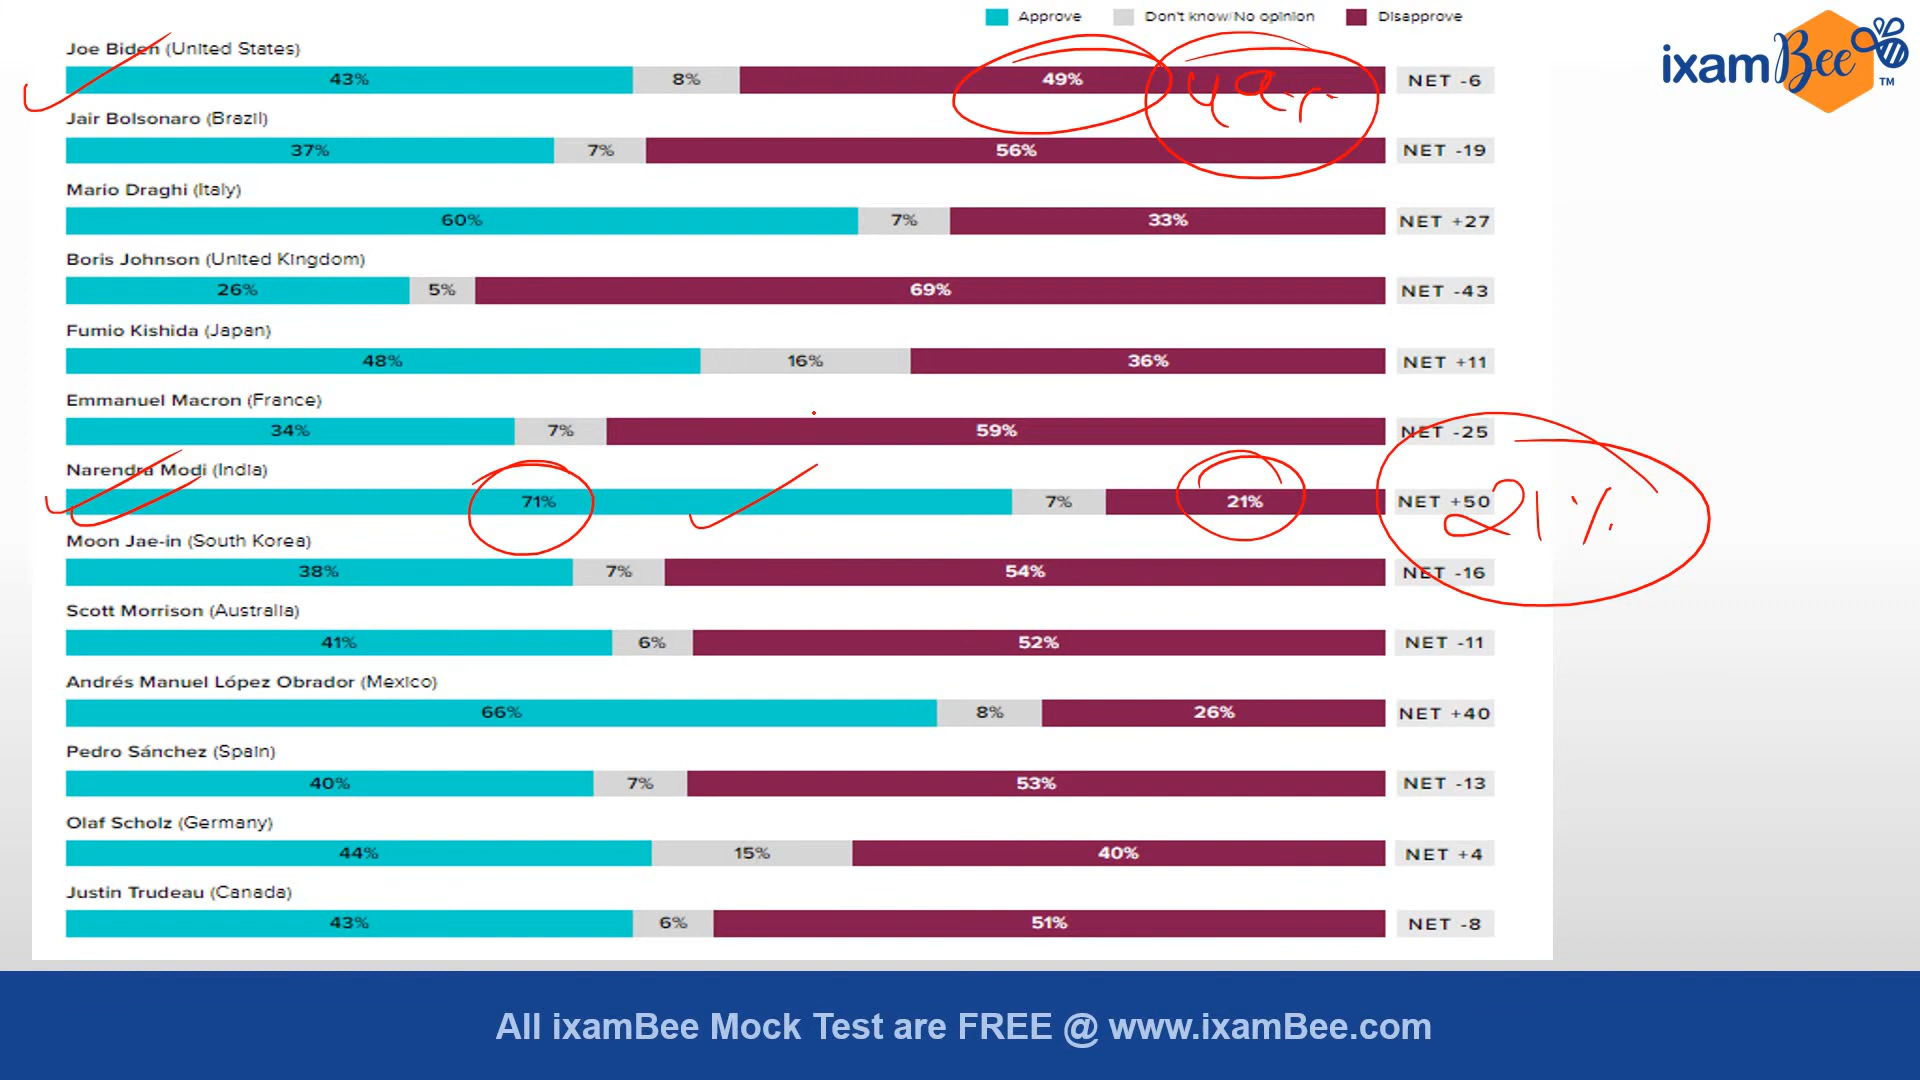 Approve Don't know/No opinion Disapprove
ixamBee TM
Joe Biden (United States)
43% 8% 49% 49% NET -6
Jair Bolsonaro (Brazil)
37% 7% 56% NET -19
Mario Draghi (Italy)
60% 7% 33% NET +27
Boris Johnson (United Kingdom)
26% 5% 69% NET -43
Fumio Kishida (Japan)
48% 16% 36% NET +11
Emmanuel Macron (France)
34% 7% 59% NET -25
Narendra Modi (India)
71% 7% 21% NET +50 21%
Moon Jae-in (South Korea)
38% 7% 54% NET -16
Scott Morrison (Australia)
41% 6% 52% NET -11
Andrés Manuel López Obrador (Mexico)
66% 8% 26% NET +40
Pedro Sánchez (Spain)
40% 7% 53% NET -13
Olaf Scholz (Germany)
44% 15% 40% NET +4
Justin Trudeau (Canada)
43% 6% 51% NET -8
All ixamBee Mock Test are FREE @ www.ixamBee.com